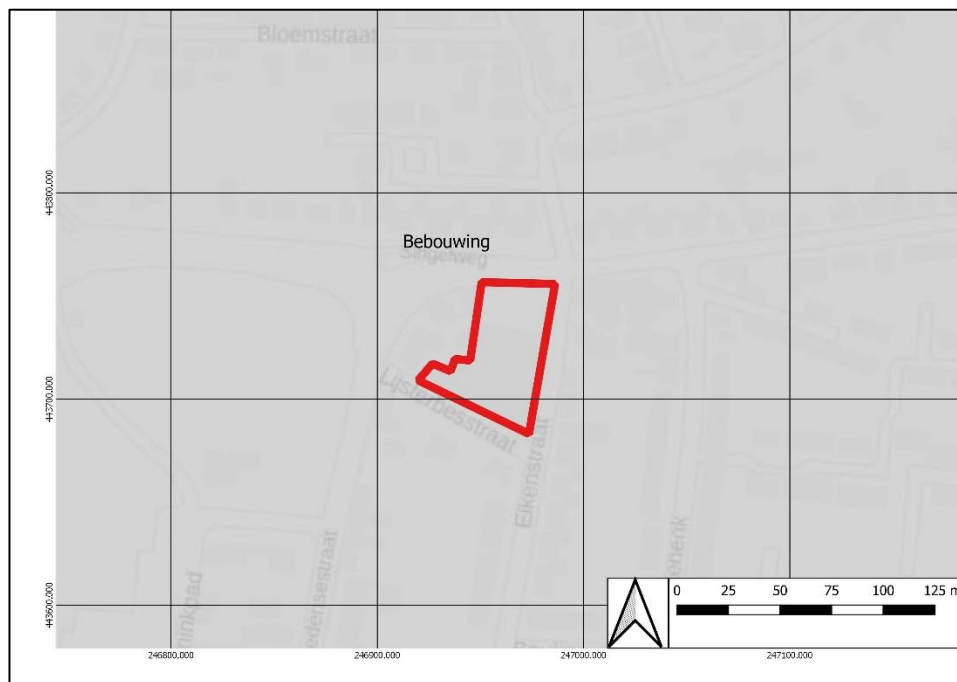 Bloemstraat
443800.000
Bebouwing
Singelweg
443700.000
Lijsterbesstraat
Eikenstraat
0 25 50 75 100 125 m
443600.000
246800.000 246900.000 247000.000 247100.000